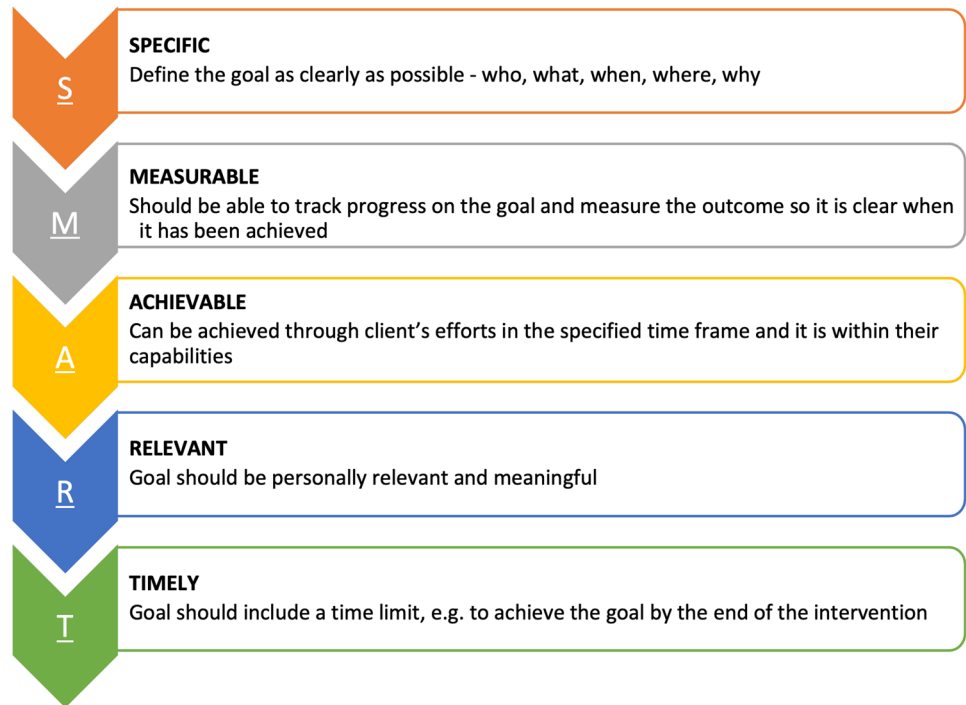 S
SPECIFIC
Define the goal as clearly as possible - who, what, when, where, why
M
MEASURABLE
Should be able to track progress on the goal and measure the outcome so it is clear when
it has been achieved
A
ACHIEVABLE
Can be achieved through client's efforts in the specified time frame and it is within their
capabilities
R
RELEVANT
Goal should be personally relevant and meaningful
T
TIMELY
Goal should include a time limit, e.g. to achieve the goal by the end of the intervention